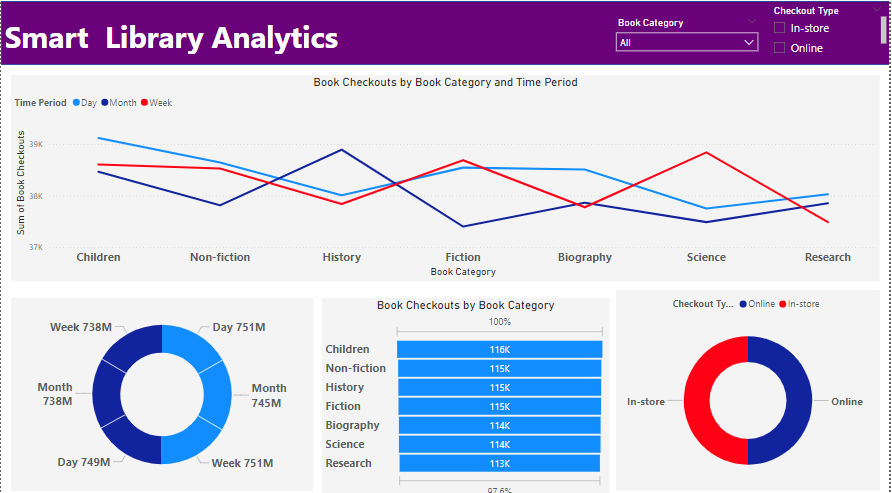 Smart Library Analytics
Book Category
All
Checkout Type
In-store
Online
Book Checkouts by Book Category and Time Period
Time Period Day Month Week
Sum of Book Checkouts
39K
38K
37K
Children Non-fiction History Fiction Biography Science Research
Book Category
Week 738M
Day 751M
Month
738M
Month
745M
Day 749M
Week 751M
Book Checkouts by Book Category
100%
Children 116K
Non-fiction 115K
History 115K
Fiction 115K
Biography 114K
Science 114K
Research 113K
97.6%
Checkout Ty... Online In-store
In-store
Online